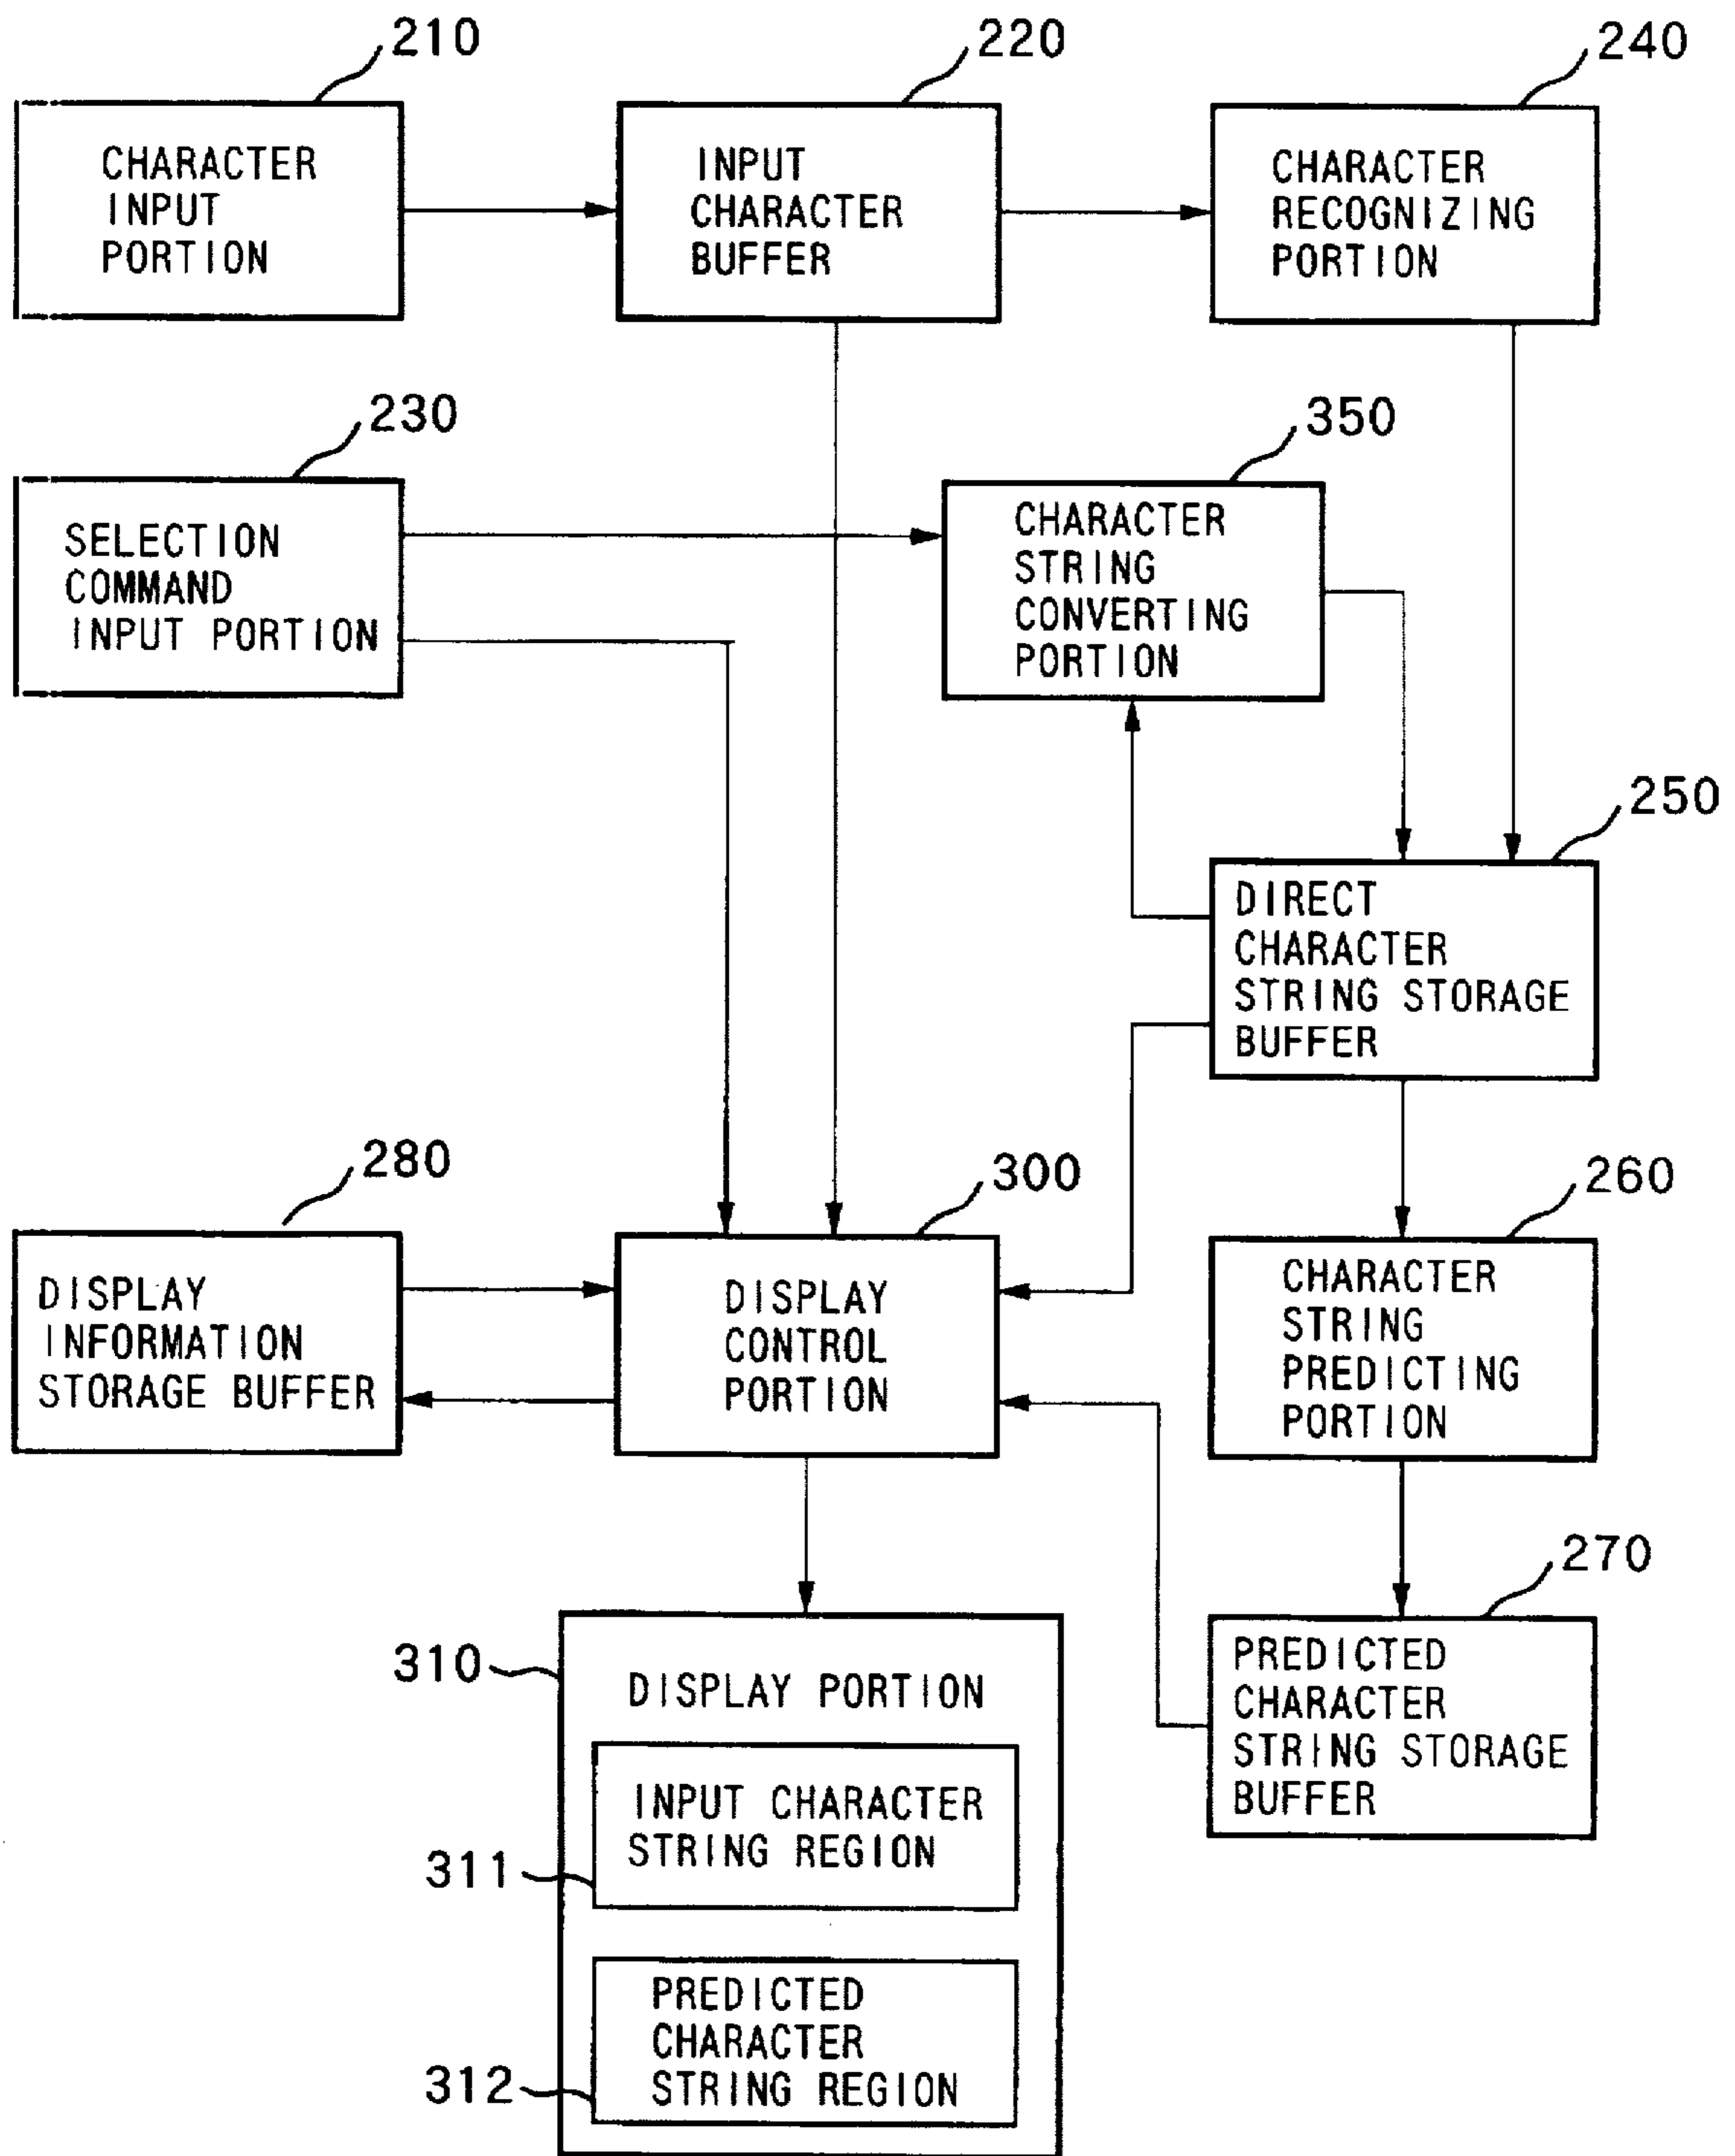 210
220
240
CHARACTER
INPUT
PORTION
INPUT
CHARACTER
BUFFER
CHARACTER
RECOGNIZING
PORTION
230
350
SELECTION
COMMAND
INPUT PORTION
CHARACTER
STRING
CONVERTING
PORTION
250
DIRECT
CHARACTER
STRING STORAGE
BUFFER
280
300
260
DISPLAY
INFORMATION
STORAGE BUFFER
DISPLAY
CONTROL
PORTION
CHARACTER
STRING
PREDICTING
PORTION
270
310
DISPLAY PORTION
PREDICTED
CHARACTER
STRING STORAGE
BUFFER
INPUT CHARACTER
STRING REGION
311
PREDICTED
CHARACTER
STRING REGION
312